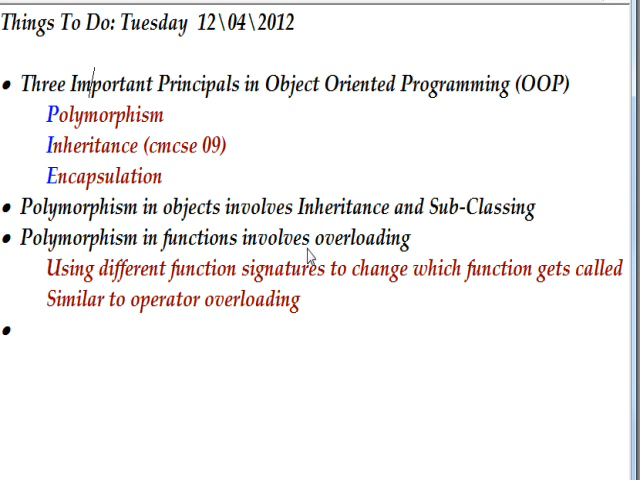 Things To Do: Tuesday 12\04\2012
• Three Important Principals in Object Oriented Programming (OOP)
Polymorphism
Inheritance (cmcse 09)
Encapsulation
• Polymorphism in objects involves Inheritance and Sub-Classing
• Polymorphism in functions involves overloading
Using different function signatures to change which function gets called
Similar to operator overloading
•